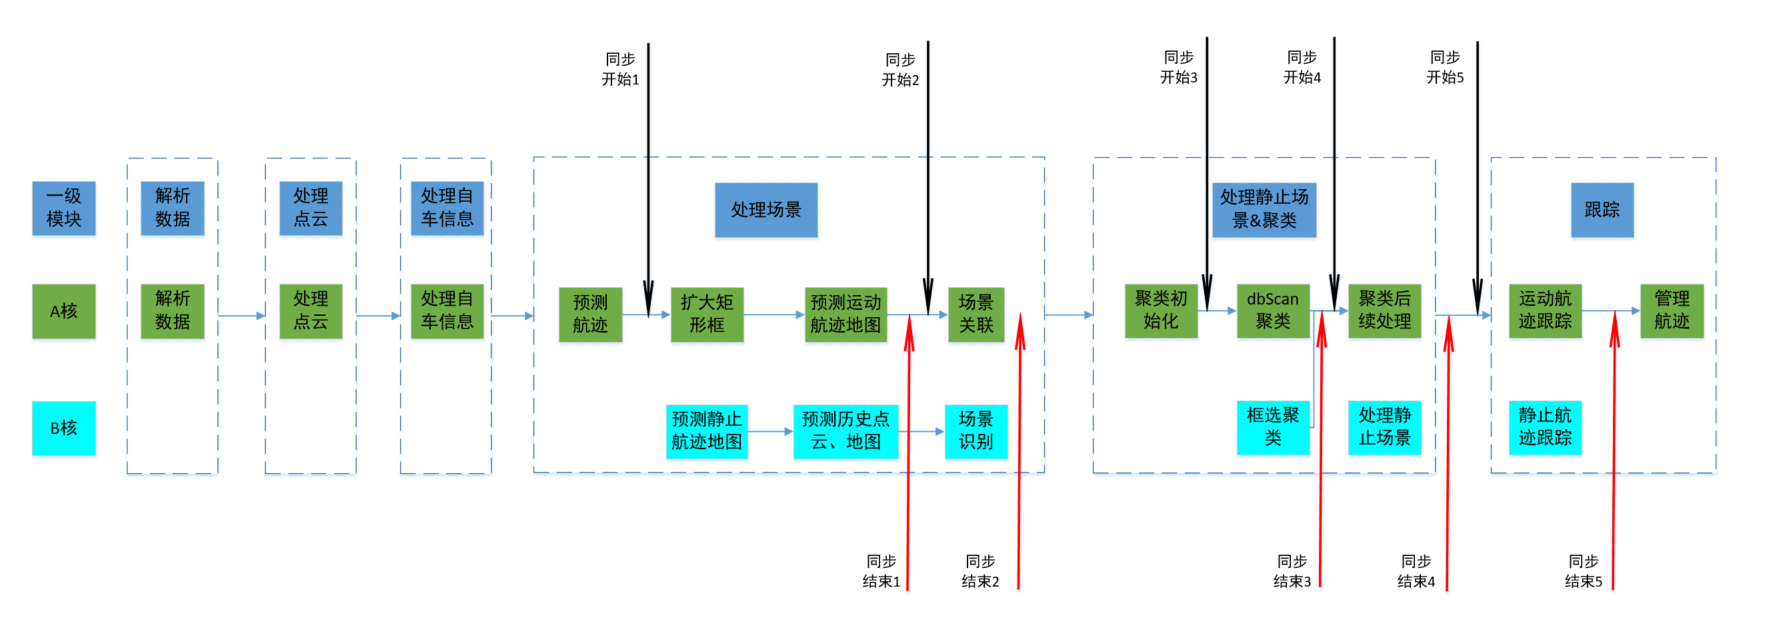 同步
开始1
同步
开始2
同步
开始3
同步
开始4
同步
开始5
一级
模块
解析
数据
处理
点云
处理自
车信息
处理场景
处理静止场
景&聚类
跟踪
A核
解析
数据
处理
点云
处理自
车信息
预测
航迹
扩大矩
形框
预测运动
航迹地图
场景
关联
聚类初
始化
dbScan
聚类
聚类后
续处理
运动航
迹跟踪
管理
航迹
B核
预测静止
航迹地图
预测历史点
云、地图
场景
识别
框选聚
类
处理静
止场景
静止航
迹跟踪
同步
结束1
同步
结束2
同步
结束3
同步
结束4
同步
结束5